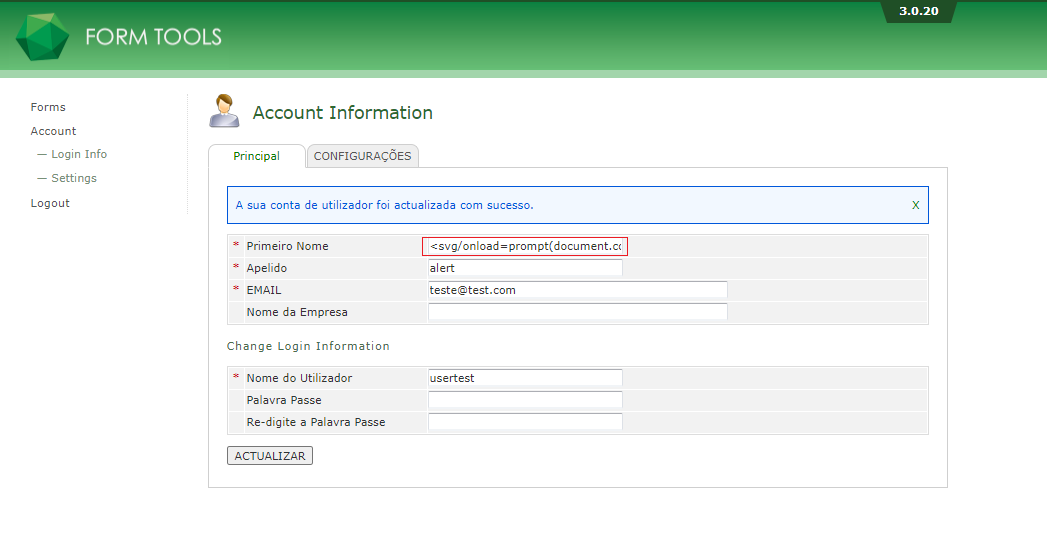 3.0.20
FORM TOOLS
Forms
Account
— Login Info
— Settings
Logout
Account Information
Principal
CONFIGURAÇÕES
A sua conta de utilizador foi actualizada com sucesso. X
* Primeiro Nome <svg/onload=prompt(document.cc
* Apelido alert
* EMAIL teste@test.com
Nome da Empresa
Change Login Information
* Nome do Utilizador usertest
Palavra Passe
Re-digite a Palavra Passe
ACTUALIZAR